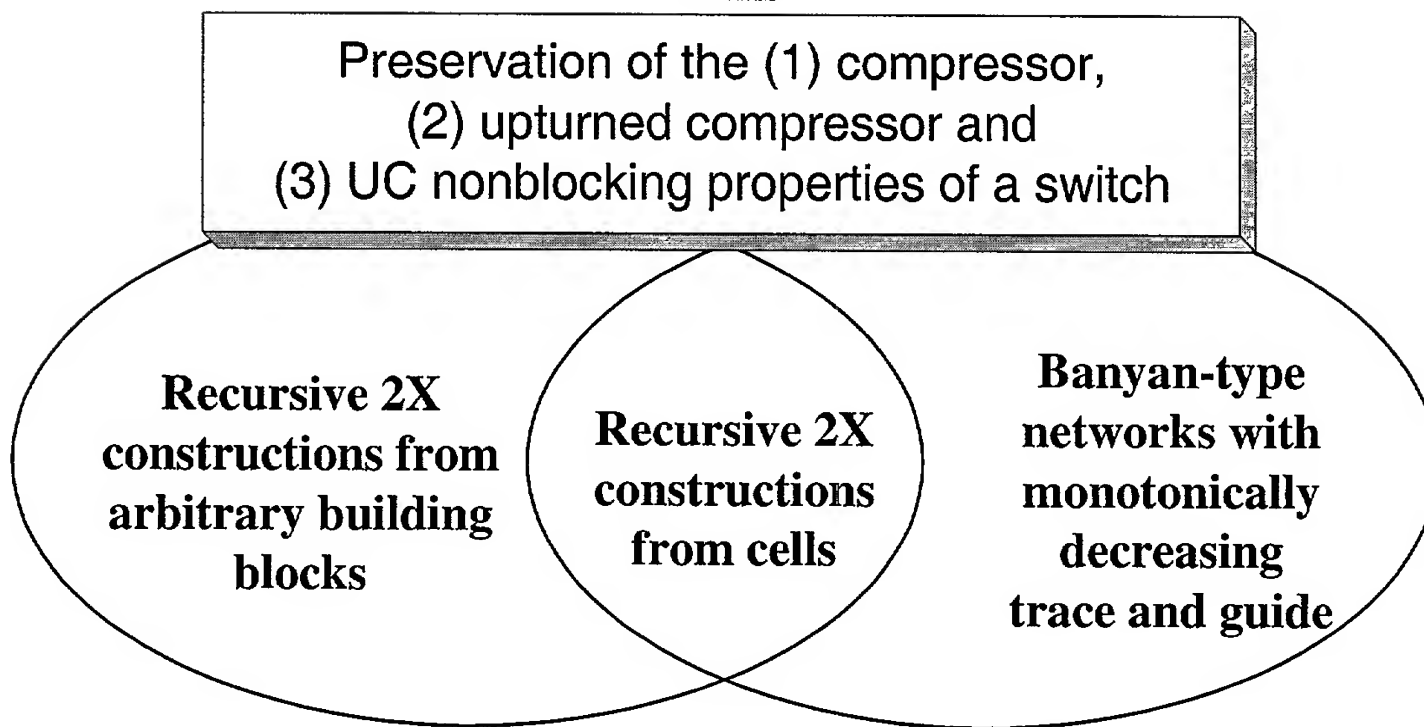 Preservation of the (1) compressor,
(2) upturned compressor and
(3) UC nonblocking properties of a switch
Recursive 2X
constructions from
arbitrary building
blocks
Recursive 2X
constructions
from cells
Banyan-type
networks with
monotonically
decreasing
trace and guide